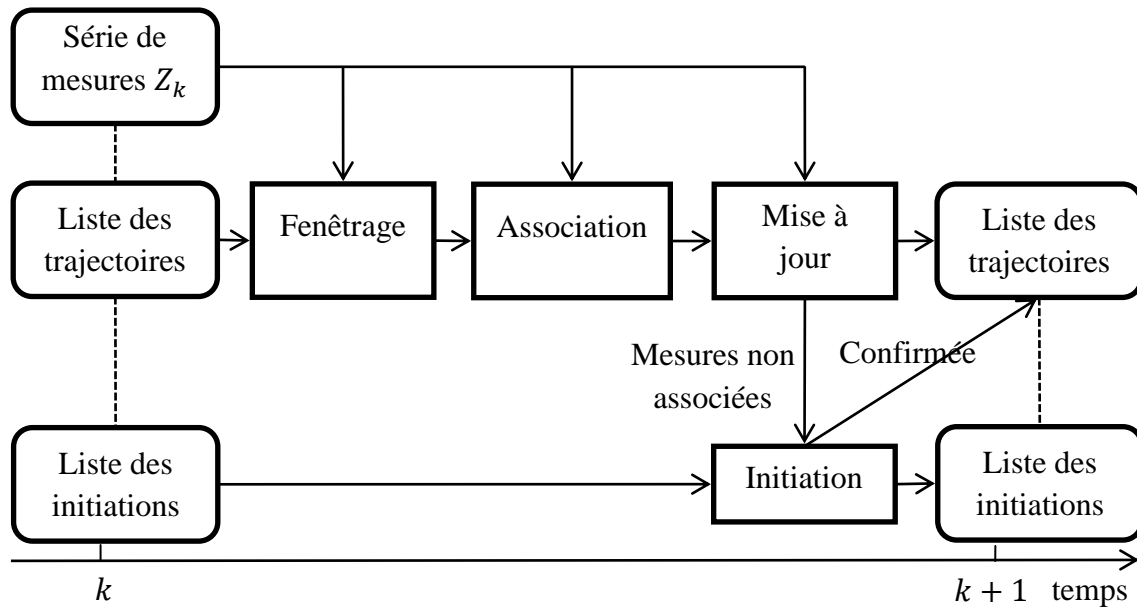 Série de
mesures Z_k
Liste des
trajectoires
Fenêtrage
Association
Mise à
jour
Liste des
trajectoires
Mesures non
associées
Confirmée
Liste des
initiations
Initiation
Liste des
initiations
k
k + 1
temps